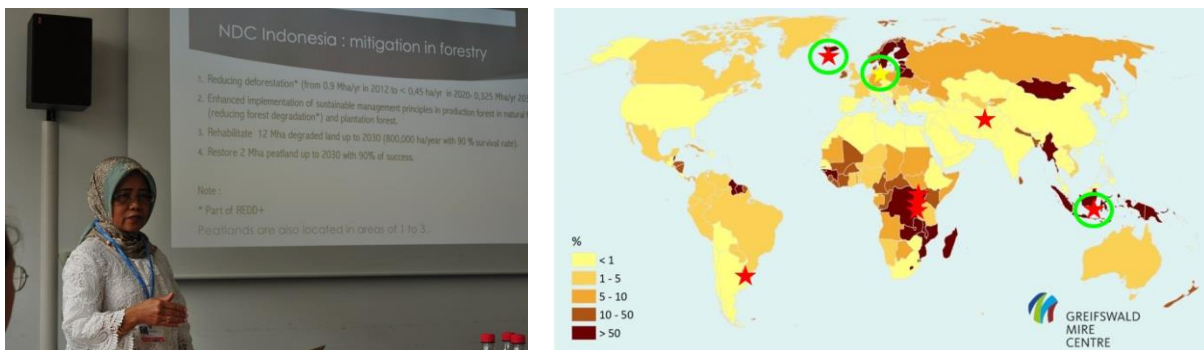 NDC Indonesia : mitigation in forestry
1. Reducing deforestation* (from 0.9 Mha/yr in 2012 to < 0,45 ha/yr in 2020- 0,325 Mha/yr
2. Enhanced implementation of sustainable management principles in production forest in natural
(reducing forest degradation*) and plantation forest.
3. Rehabilitate 12 Mha degraded land up to 2030 (800,000 ha/year with 90 % survival rate).
4. Restore 2 Mha peatland up to 2030 with 90% of success.
Note :
* Part of REDD+
Peatlands are also located in areas of 1 to 3.
%
< 1
1 - 5
5 - 10
10 - 50
> 50
GREIFSWALD
MIRE
CENTRE